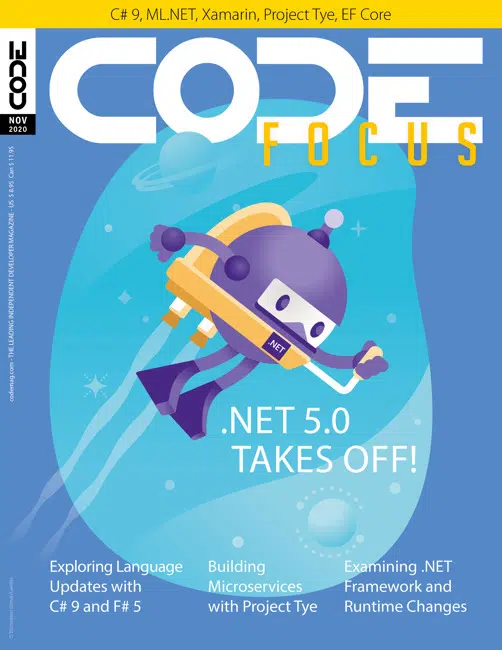 C# 9, ML.NET, Xamarin, Project Tye, EF Core
CODE
NOV
2020
CODE
FOCUS
codemag.com - THE LEADING INDEPENDENT DEVELOPER MAGAZINE - US $ 8.95 Can $ 11.95
.NET
.NET 5.0
TAKES OFF!
Exploring Language
Updates with
C# 9 and F# 5
Building
Microservices
with Project Tye
Examining .NET
Framework and
Runtime Changes